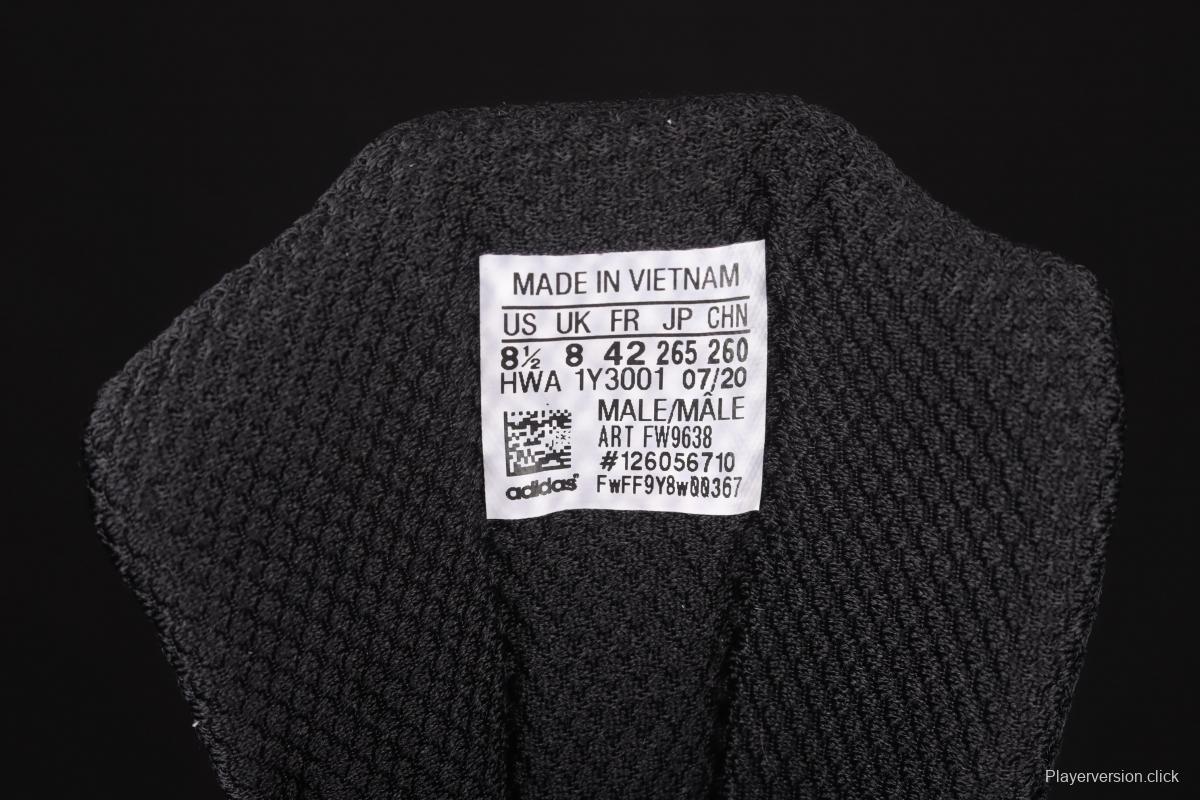 MADE IN VIETNAM
US UK FR JP CHN
8½ 8 42 265 260
HWA 1Y3001 07/20
MALE/MÂLE
ART FW9638
#126056710
adidas
FwFF9Y8w00367
Playerversion.click